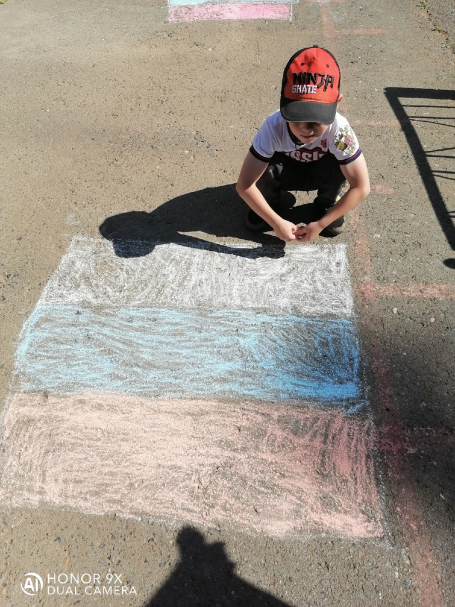 NINJA
SKATE
HONOR 9X
DUAL CAMERA